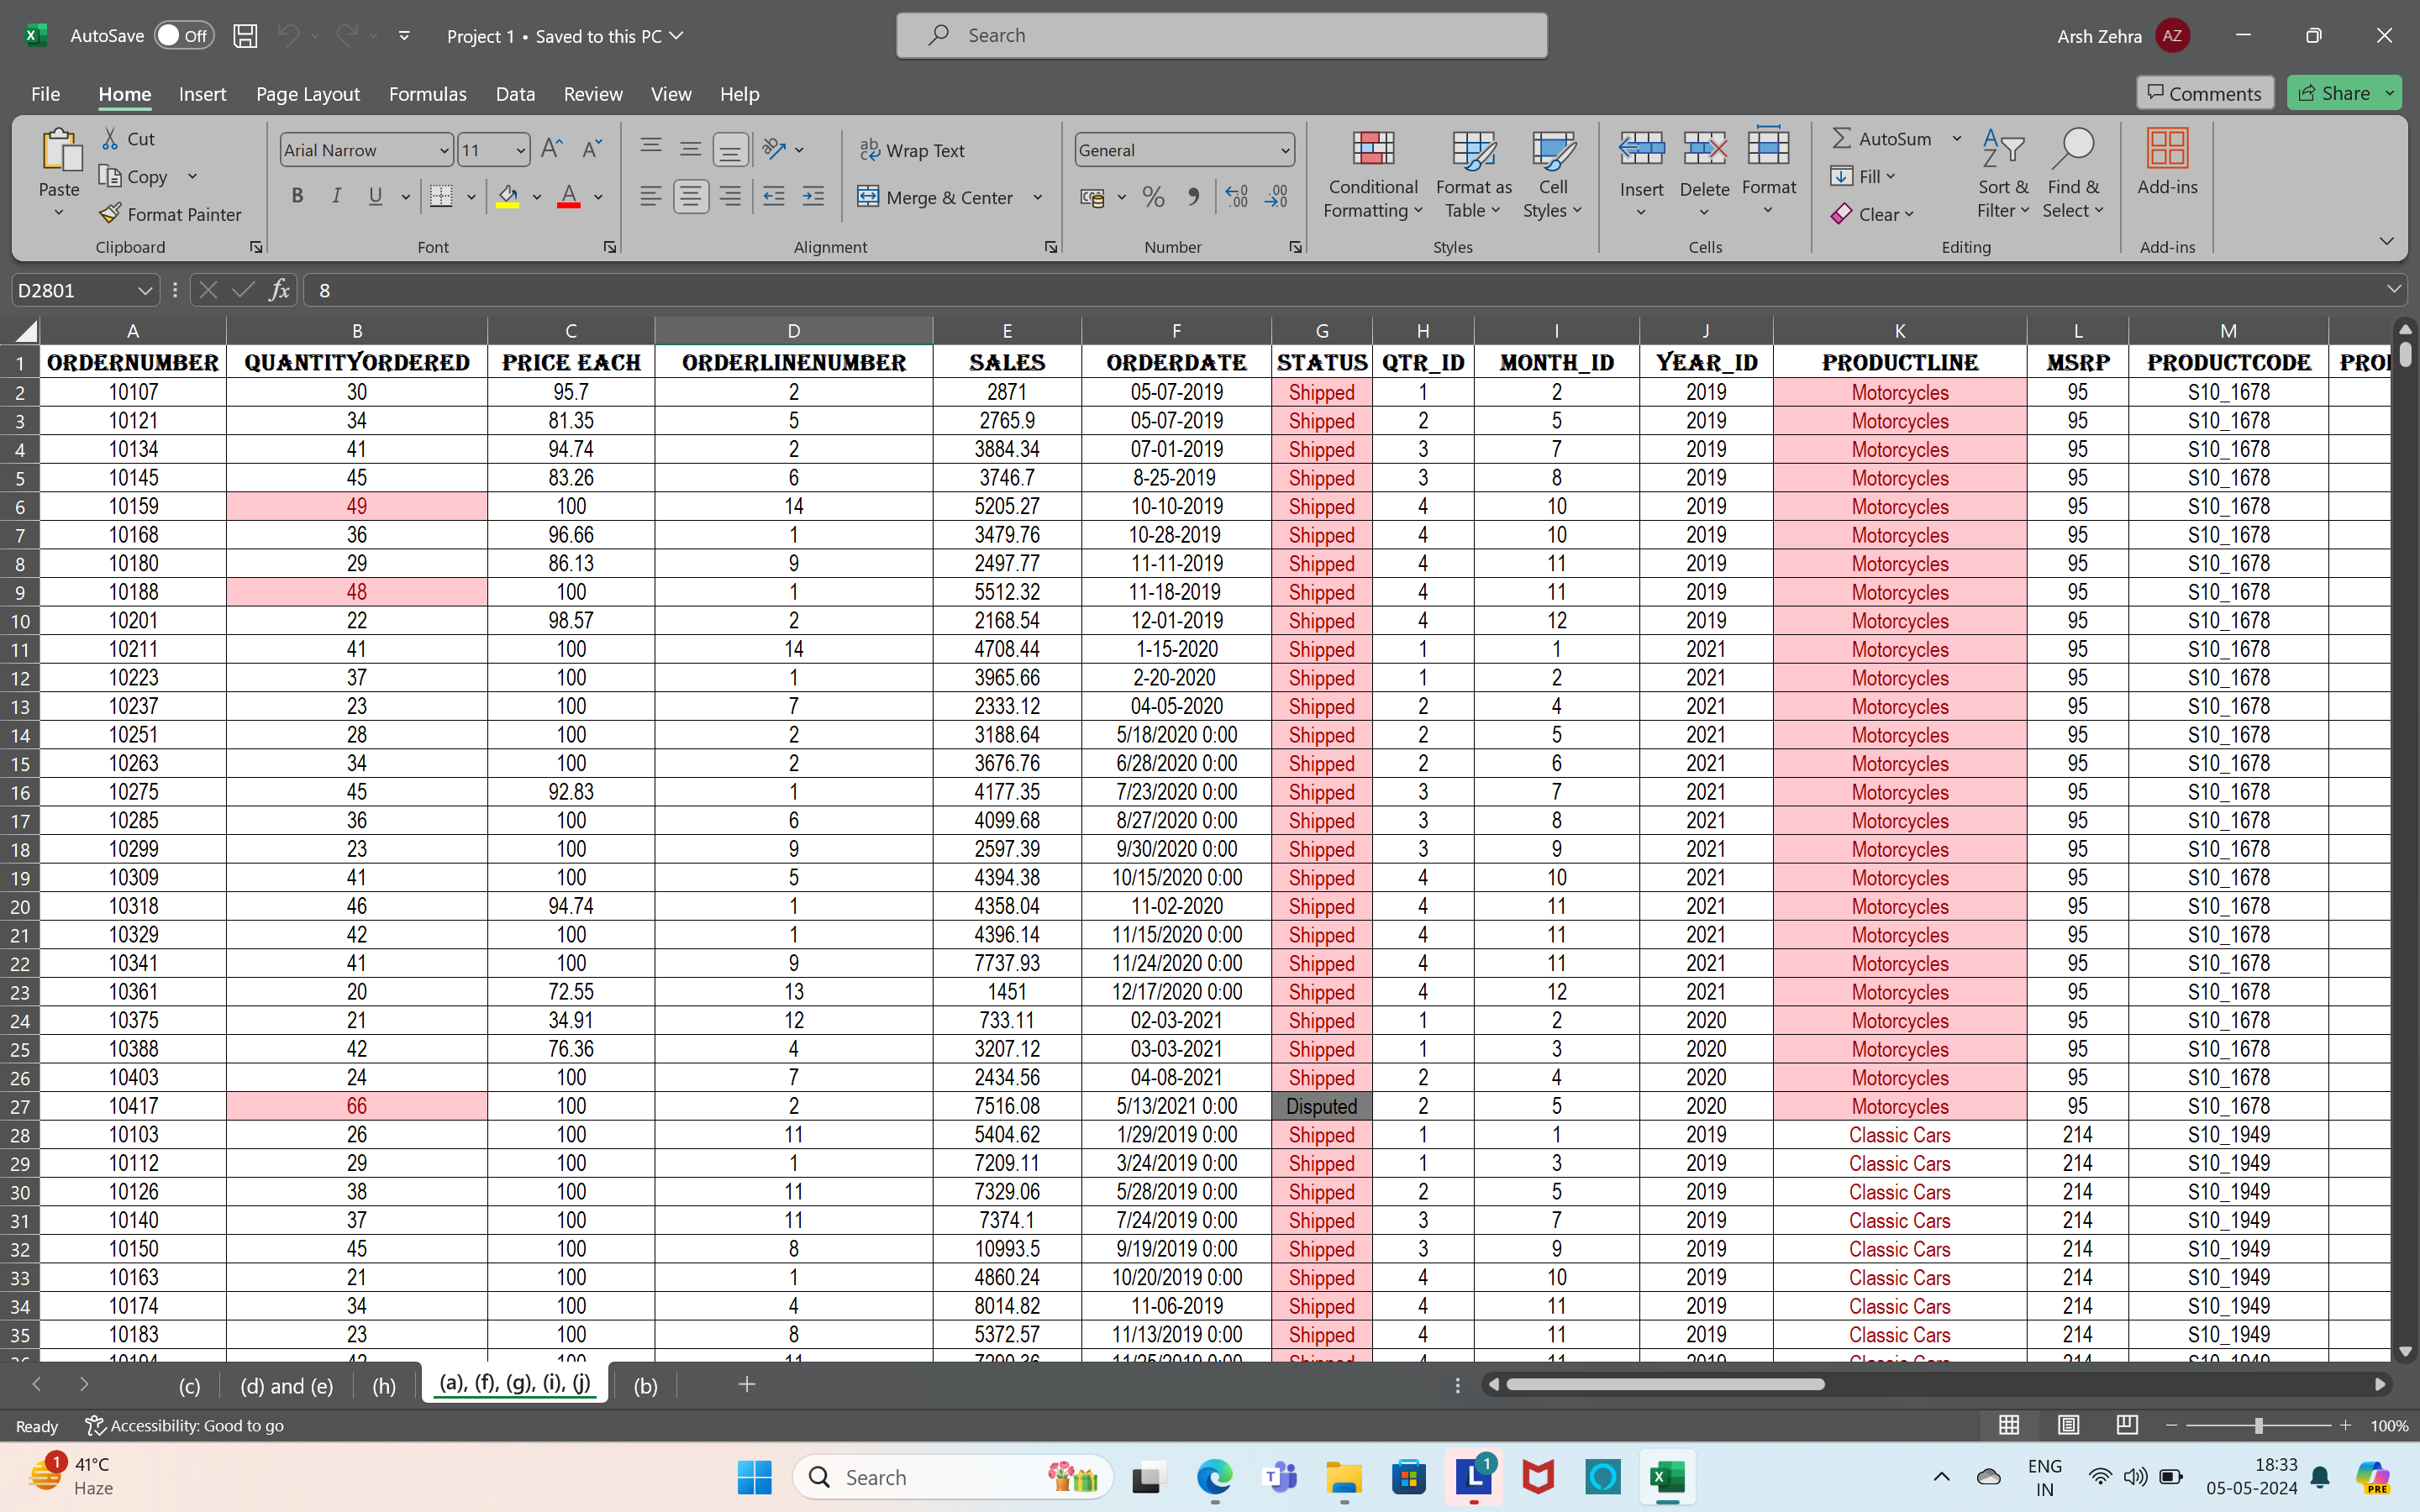 AutoSave Off Project 1 • Saved to this PC Search Arsh Zehra AZ
File Home Insert Page Layout Formulas Data Review View Help Comments Share
Paste Cut Copy Format Painter Clipboard
Arial Narrow 11 B I U A Font
ab Wrap Text Merge & Center Alignment
General % Number
Conditional Formatting Format as Table Cell Styles Styles
Insert Delete Format Cells
AutoSum Fill Clear Sort & Filter Find & Select Editing
Add-ins Add-ins
D2801 fx 8
A B C D E F G H I J K L M
1 ORDERNUMBER QUANTITYORDERED PRICE EACH ORDERLINENUMBER SALES ORDERDATE STATUS QTR_ID MONTH_ID YEAR_ID PRODUCTLINE MSRP PRODUCTCODE
2 10107 30 95.7 2 2871 05-07-2019 Shipped 1 2 2019 Motorcycles 95 S10_1678
3 10121 34 81.35 5 2765.9 05-07-2019 Shipped 2 5 2019 Motorcycles 95 S10_1678
4 10134 41 94.74 2 3884.34 07-01-2019 Shipped 3 7 2019 Motorcycles 95 S10_1678
5 10145 45 83.26 6 3746.7 8-25-2019 Shipped 3 8 2019 Motorcycles 95 S10_1678
6 10159 49 100 14 5205.27 10-10-2019 Shipped 4 10 2019 Motorcycles 95 S10_1678
7 10168 36 96.66 1 3479.76 10-28-2019 Shipped 4 10 2019 Motorcycles 95 S10_1678
8 10180 29 86.13 9 2497.77 11-11-2019 Shipped 4 11 2019 Motorcycles 95 S10_1678
9 10188 48 100 1 5512.32 11-18-2019 Shipped 4 11 2019 Motorcycles 95 S10_1678
10 10201 22 98.57 2 2168.54 12-01-2019 Shipped 4 12 2019 Motorcycles 95 S10_1678
11 10211 41 100 14 4708.44 1-15-2020 Shipped 1 1 2021 Motorcycles 95 S10_1678
12 10223 37 100 1 3965.66 2-20-2020 Shipped 1 2 2021 Motorcycles 95 S10_1678
13 10237 23 100 7 2333.12 04-05-2020 Shipped 2 4 2021 Motorcycles 95 S10_1678
14 10251 28 100 2 3188.64 5/18/2020 0:00 Shipped 2 5 2021 Motorcycles 95 S10_1678
15 10263 34 100 2 3676.76 6/28/2020 0:00 Shipped 2 6 2021 Motorcycles 95 S10_1678
16 10275 45 92.83 1 4177.35 7/23/2020 0:00 Shipped 3 7 2021 Motorcycles 95 S10_1678
17 10285 36 100 6 4099.68 8/27/2020 0:00 Shipped 3 8 2021 Motorcycles 95 S10_1678
18 10299 23 100 9 2597.39 9/30/2020 0:00 Shipped 3 9 2021 Motorcycles 95 S10_1678
19 10309 41 100 5 4394.38 10/15/2020 0:00 Shipped 4 10 2021 Motorcycles 95 S10_1678
20 10318 46 94.74 1 4358.04 11-02-2020 Shipped 4 11 2021 Motorcycles 95 S10_1678
21 10329 42 100 1 4396.14 11/15/2020 0:00 Shipped 4 11 2021 Motorcycles 95 S10_1678
22 10341 41 100 9 7737.93 11/24/2020 0:00 Shipped 4 11 2021 Motorcycles 95 S10_1678
23 10361 20 72.55 13 1451 12/17/2020 0:00 Shipped 4 12 2021 Motorcycles 95 S10_1678
24 10375 21 34.91 12 733.11 02-03-2021 Shipped 1 2 2020 Motorcycles 95 S10_1678
25 10388 42 76.36 4 3207.12 03-03-2021 Shipped 1 3 2020 Motorcycles 95 S10_1678
26 10403 24 100 7 2434.56 04-08-2021 Shipped 2 4 2020 Motorcycles 95 S10_1678
27 10417 66 100 2 7516.08 5/13/2021 0:00 Disputed 2 5 2020 Motorcycles 95 S10_1678
28 10103 26 100 11 5404.62 1/29/2019 0:00 Shipped 1 1 2019 Classic Cars 214 S10_1949
29 10112 29 100 1 7209.11 3/24/2019 0:00 Shipped 1 3 2019 Classic Cars 214 S10_1949
30 10126 38 100 11 7329.06 5/28/2019 0:00 Shipped 2 5 2019 Classic Cars 214 S10_1949
31 10140 37 100 11 7374.1 7/24/2019 0:00 Shipped 3 7 2019 Classic Cars 214 S10_1949
32 10150 45 100 8 10993.5 9/19/2019 0:00 Shipped 3 9 2019 Classic Cars 214 S10_1949
33 10163 21 100 1 4860.24 10/20/2019 0:00 Shipped 4 10 2019 Classic Cars 214 S10_1949
34 10174 34 100 4 8014.82 11-06-2019 Shipped 4 11 2019 Classic Cars 214 S10_1949
35 10183 23 100 8 5372.57 11/13/2019 0:00 Shipped 4 11 2019 Classic Cars 214 S10_1949
(c) (d) and (e) (h) (a), (f), (g), (i), (j) (b)
Ready Accessibility: Good to go 100%
1 41°C Haze Search 1 ENG IN 18:33 05-05-2024 PRE